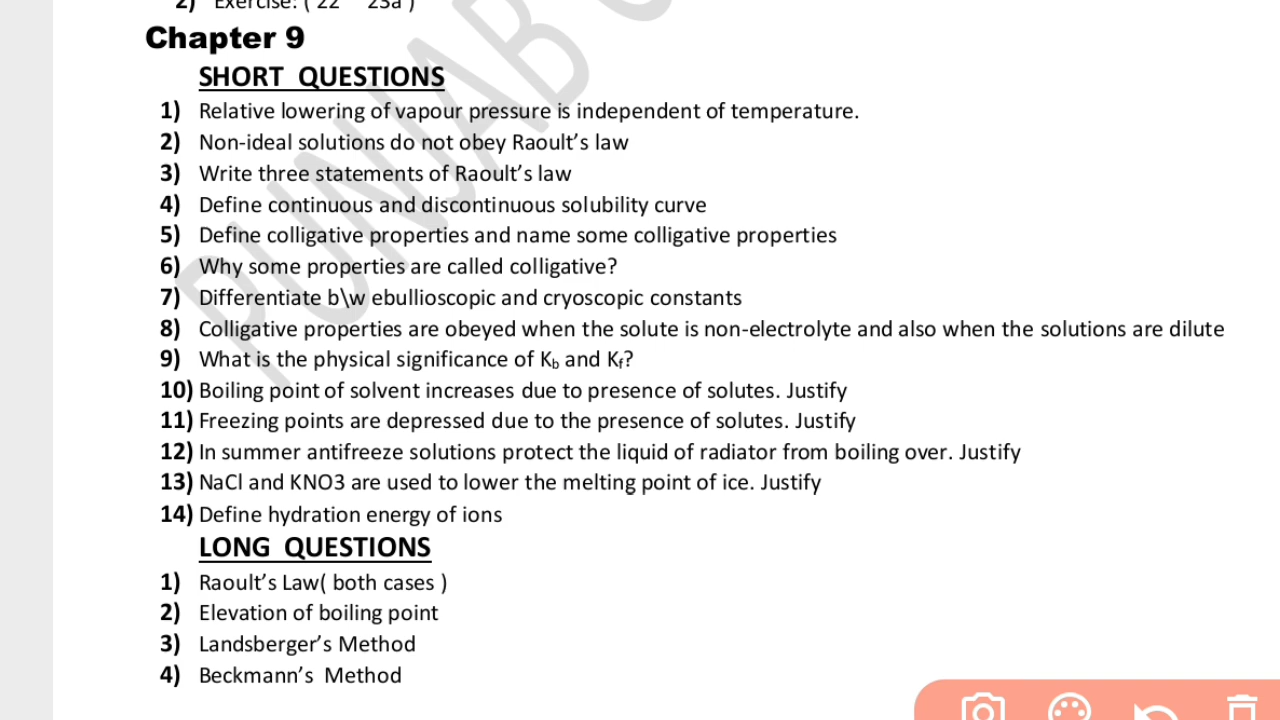 2) Exercise: ( 22 23a )
Chapter 9
SHORT QUESTIONS
1) Relative lowering of vapour pressure is independent of temperature.
2) Non-ideal solutions do not obey Raoult’s law
3) Write three statements of Raoult’s law
4) Define continuous and discontinuous solubility curve
5) Define colligative properties and name some colligative properties
6) Why some properties are called colligative?
7) Differentiate b\w ebullioscopic and cryoscopic constants
8) Colligative properties are obeyed when the solute is non-electrolyte and also when the solutions are dilute
9) What is the physical significance of Kb and Kf?
10) Boiling point of solvent increases due to presence of solutes. Justify
11) Freezing points are depressed due to the presence of solutes. Justify
12) In summer antifreeze solutions protect the liquid of radiator from boiling over. Justify
13) NaCl and KNO3 are used to lower the melting point of ice. Justify
14) Define hydration energy of ions
LONG QUESTIONS
1) Raoult’s Law( both cases )
2) Elevation of boiling point
3) Landsberger’s Method
4) Beckmann’s Method
PUNJAB